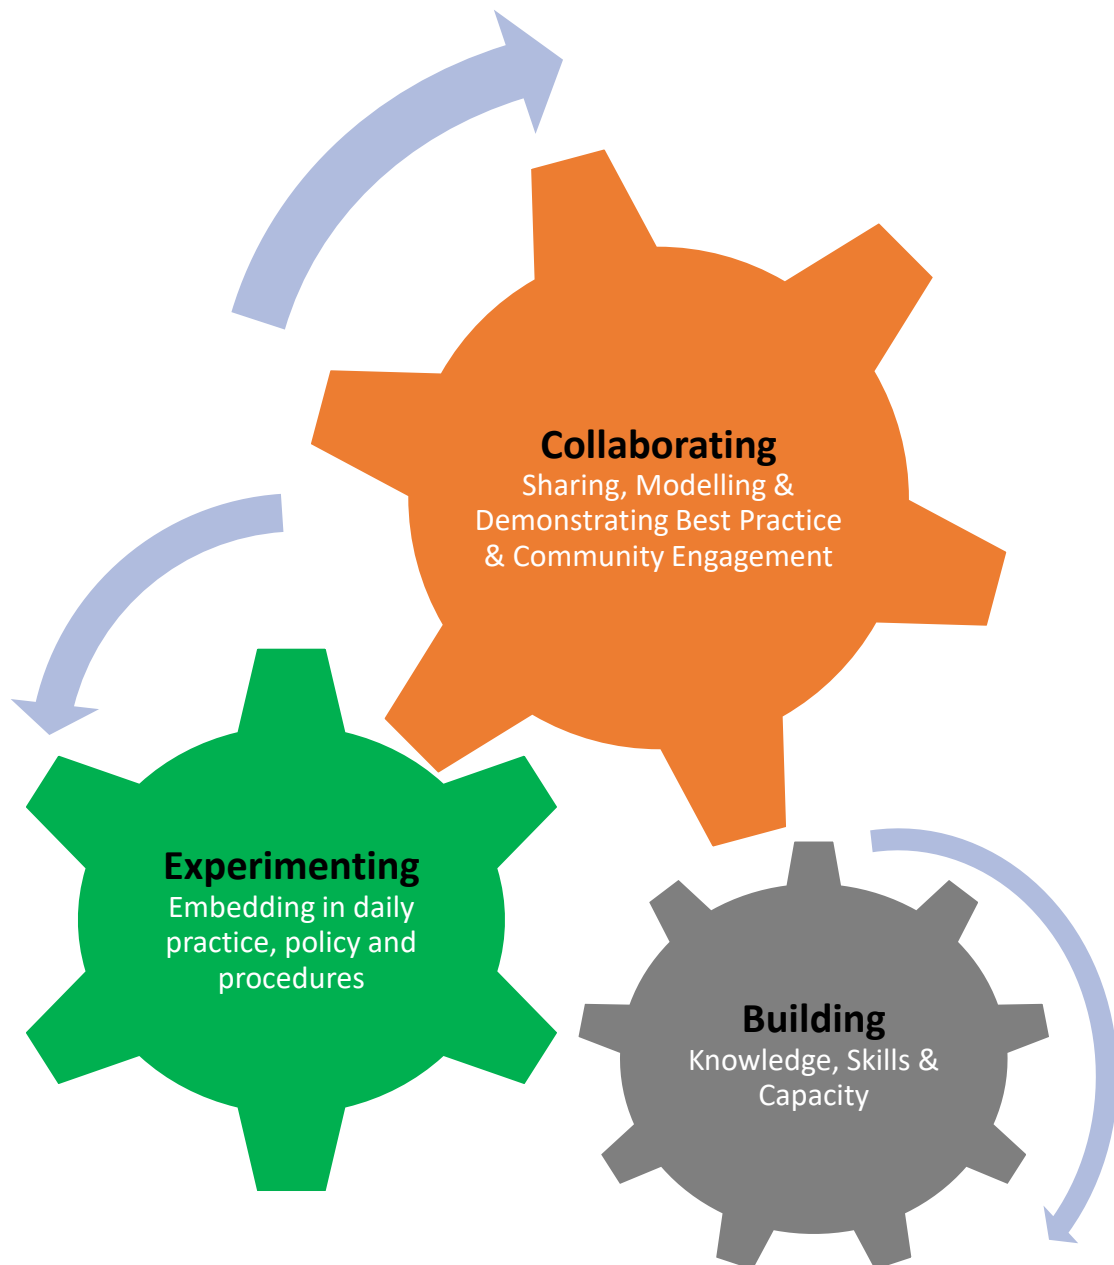 Collaborating
Sharing, Modelling &
Demonstrating Best Practice
& Community Engagement
Experimenting
Embedding in daily
practice, policy and
procedures
Building
Knowledge, Skills &
Capacity